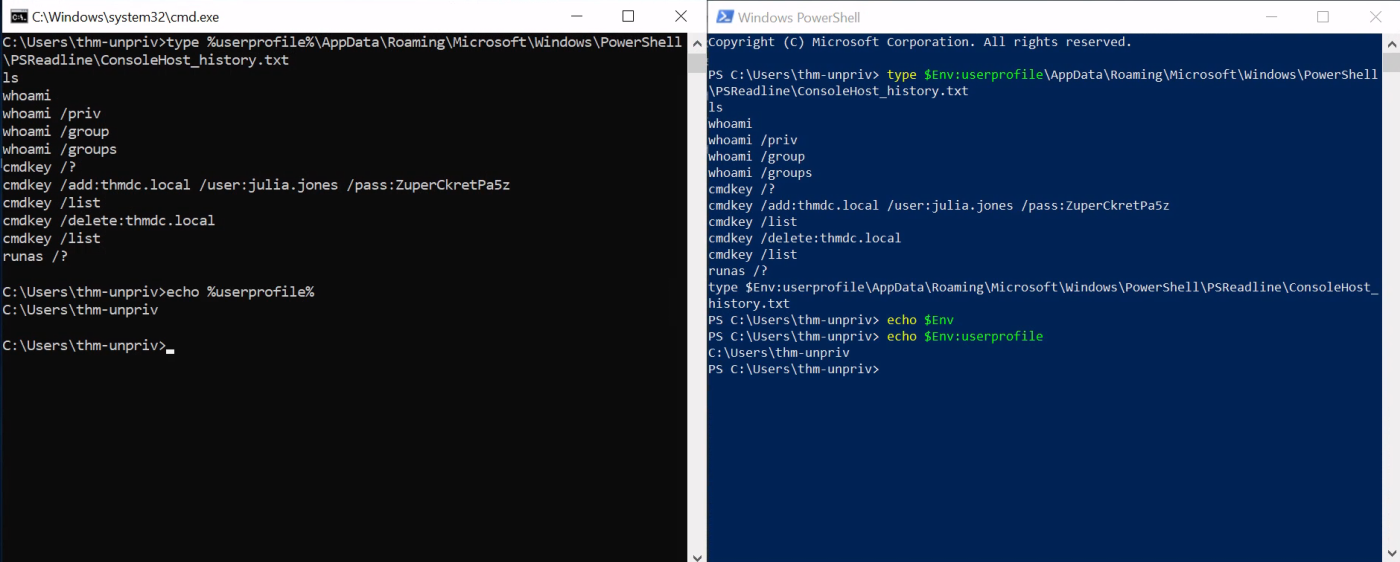 C:\Windows\system32\cmd.exe
C:\Users\thm-unpriv>type %userprofile%\AppData\Roaming\Microsoft\Windows\PowerShell
\PSReadline\ConsoleHost_history.txt
ls
whoami
whoami /priv
whoami /group
whoami /groups
cmdkey /?
cmdkey /add:thmdc.local /user:julia.jones /pass:ZuperCkretPa5z
cmdkey /list
cmdkey /delete:thmdc.local
cmdkey /list
runas /?
C:\Users\thm-unpriv>echo %userprofile%
C:\Users\thm-unpriv
C:\Users\thm-unpriv>
Windows PowerShell
Copyright (C) Microsoft Corporation. All rights reserved.
PS C:\Users\thm-unpriv> type $Env:userprofile\AppData\Roaming\Microsoft\Windows\PowerShell
\PSReadline\ConsoleHost_history.txt
ls
whoami
whoami /priv
whoami /group
whoami /groups
cmdkey /?
cmdkey /add:thmdc.local /user:julia.jones /pass:ZuperCkretPa5z
cmdkey /list
cmdkey /delete:thmdc.local
cmdkey /list
runas /?
type $Env:userprofile\AppData\Roaming\Microsoft\Windows\PowerShell\PSReadline\ConsoleHost_
history.txt
PS C:\Users\thm-unpriv> echo $Env
PS C:\Users\thm-unpriv> echo $Env:userprofile
C:\Users\thm-unpriv
PS C:\Users\thm-unpriv>